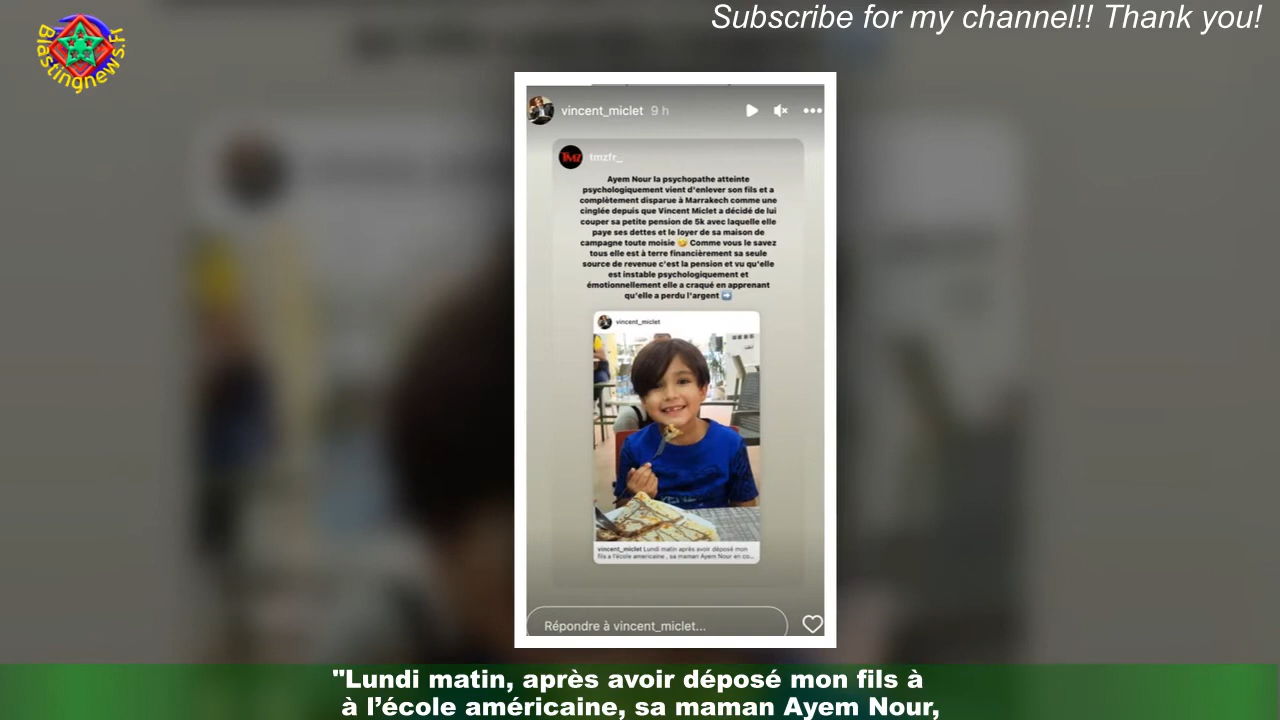 Subscribe for my channel!! Thank you!
Blastingnews.Fr
vincent_miclet 9 h
TMZ tmzfr_
Ayem Nour la psychopathe atteinte
psychologiquement vient d'enlever son fils et a
complètement disparue à Marrakech comme une
cinglée depuis que Vincent Miclet a décidé de lui
couper sa petite pension de 5k avec laquelle elle
paye ses dettes et le loyer de sa maison de
campagne toute moisie 🤣 Comme vous le savez
tous elle est à terre financièrement sa seule
source de revenue c'est la pension et vu qu'elle
est instable psychologiquement et
émotionnellement elle a craqué en apprenant
qu'elle a perdu l'argent ➡️
vincent_miclet
vincent_miclet Lundi matin après avoir déposé mon
fils a l'école americaine , sa maman Ayem Nour en co...
Répondre à vincent_miclet...
"Lundi matin, après avoir déposé mon fils à
à l’école américaine, sa maman Ayem Nour,